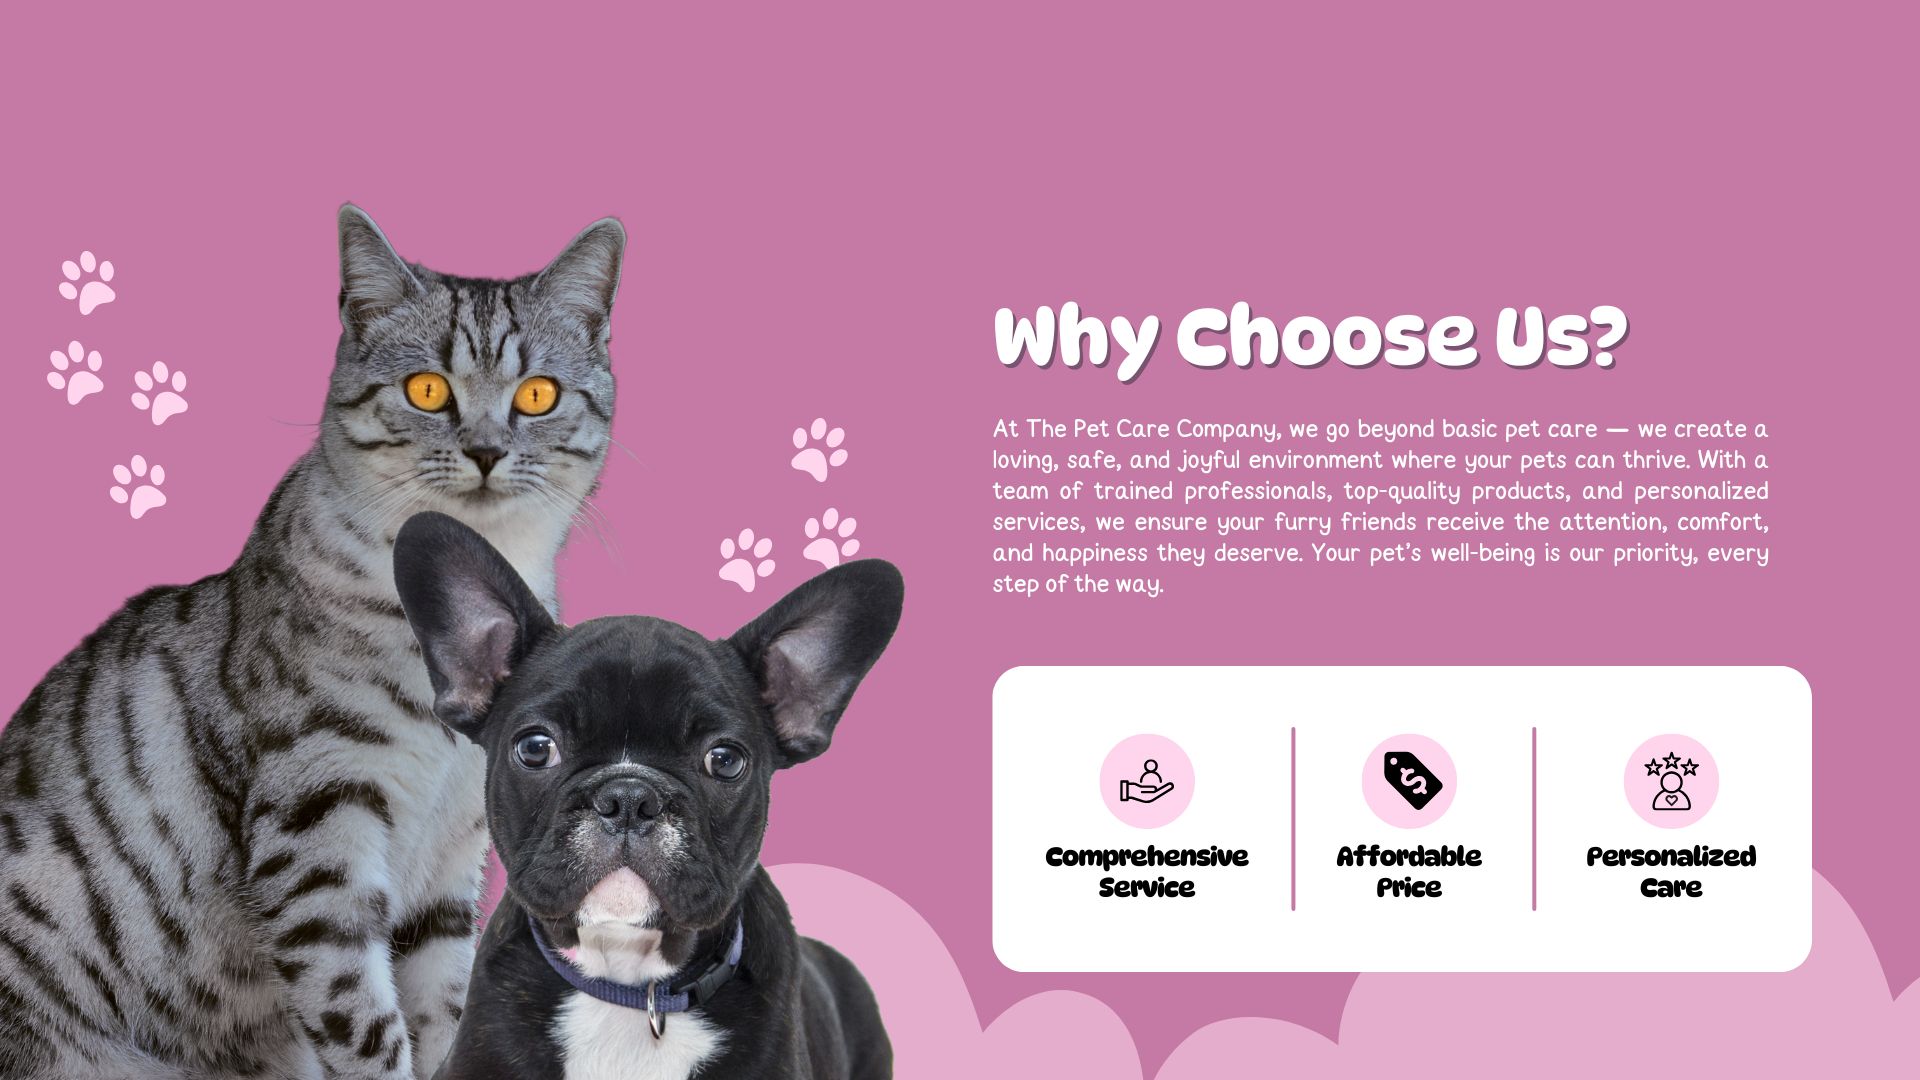 Why Choose Us?
At The Pet Care Company, we go beyond basic pet care — we create a
loving, safe, and joyful environment where your pets can thrive. With a
team of trained professionals, top-quality products, and personalized
services, we ensure your furry friends receive the attention, comfort,
and happiness they deserve. Your pet’s well-being is our priority, every
step of the way.
Comprehensive
Service
Affordable
Price
Personalized
Care